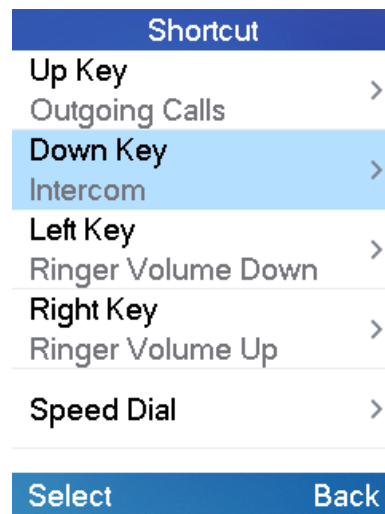 Shortcut
Up Key
Outgoing Calls
Down Key
Intercom
Left Key
Ringer Volume Down
Right Key
Ringer Volume Up
Speed Dial
Select Back